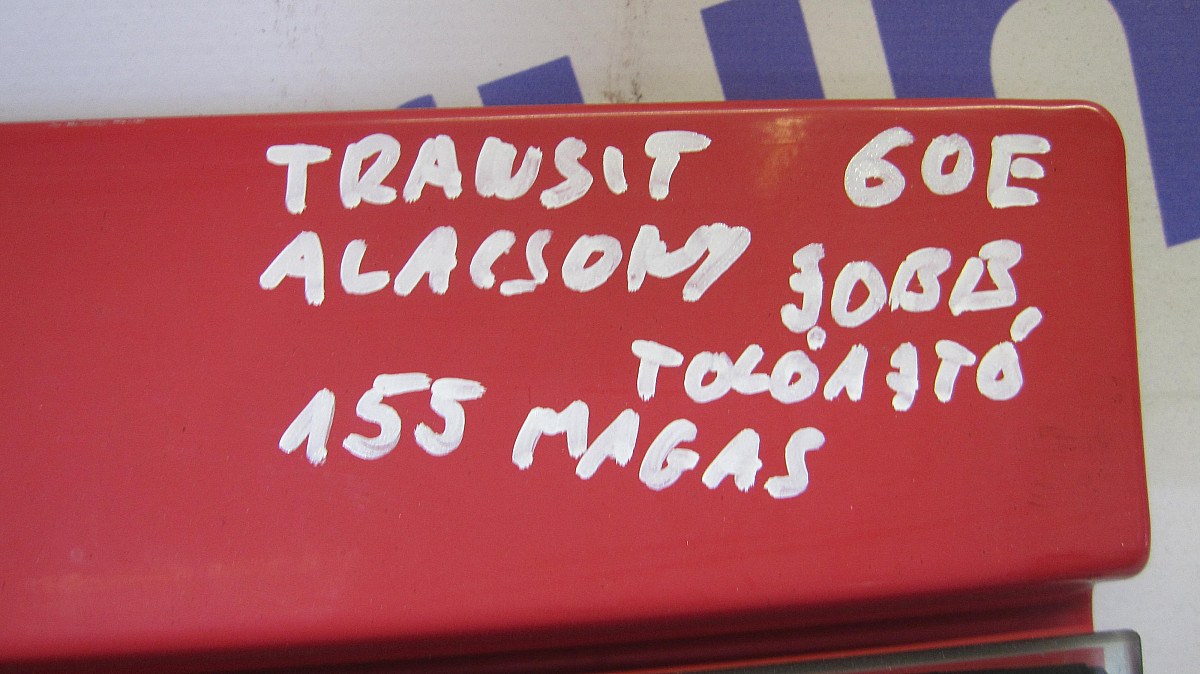 TRANSIT 60E
ALACSONY JOBB
TOLÓAJTÓ
155 MAGAS